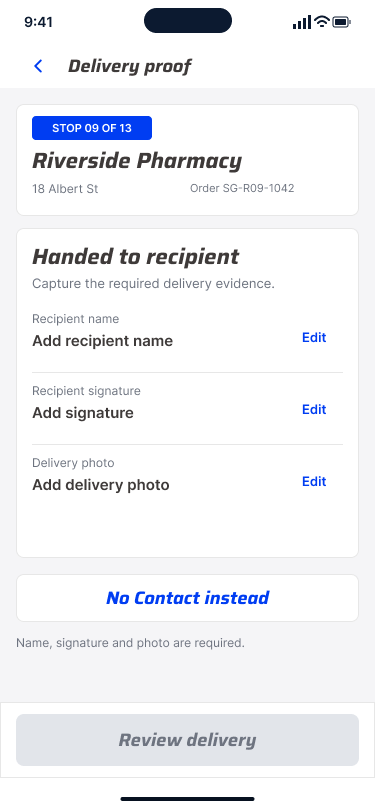 9:41
Delivery proof
STOP 09 OF 13
Riverside Pharmacy
18 Albert St
Order SG-R09-1042
Handed to recipient
Capture the required delivery evidence.
Recipient name
Add recipient name
Edit
Recipient signature
Add signature
Edit
Delivery photo
Add delivery photo
Edit
No Contact instead
Name, signature and photo are required.
Review delivery